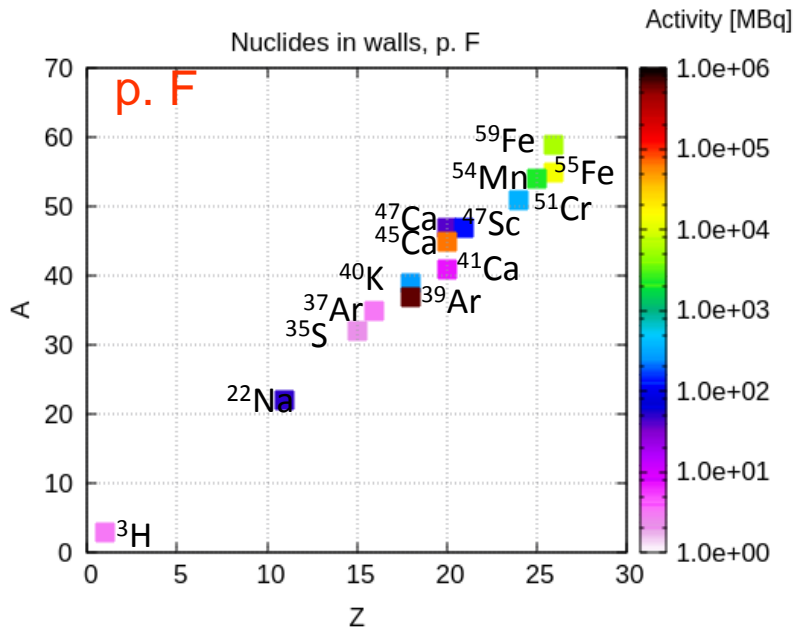 Activity [MBq]
Nuclides in walls, p. F
p. F
70
60
50
40
30
20
10
0
A
0 5 10 15 20 25 30
Z
⁵⁹Fe
⁵⁵Fe
⁵⁴Mn
⁵¹Cr
⁴⁷Ca
⁴⁷Sc
⁴⁵Ca
⁴¹Ca
⁴⁰K
³⁹Ar
³⁷Ar
³⁵S
²²Na
³H
1.0e+06
1.0e+05
1.0e+04
1.0e+03
1.0e+02
1.0e+01
1.0e+00